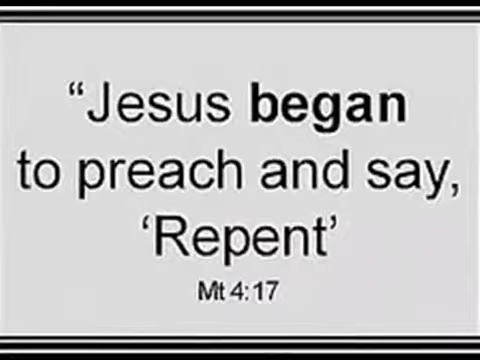 “Jesus began
to preach and say,
‘Repent’
Mt 4:17